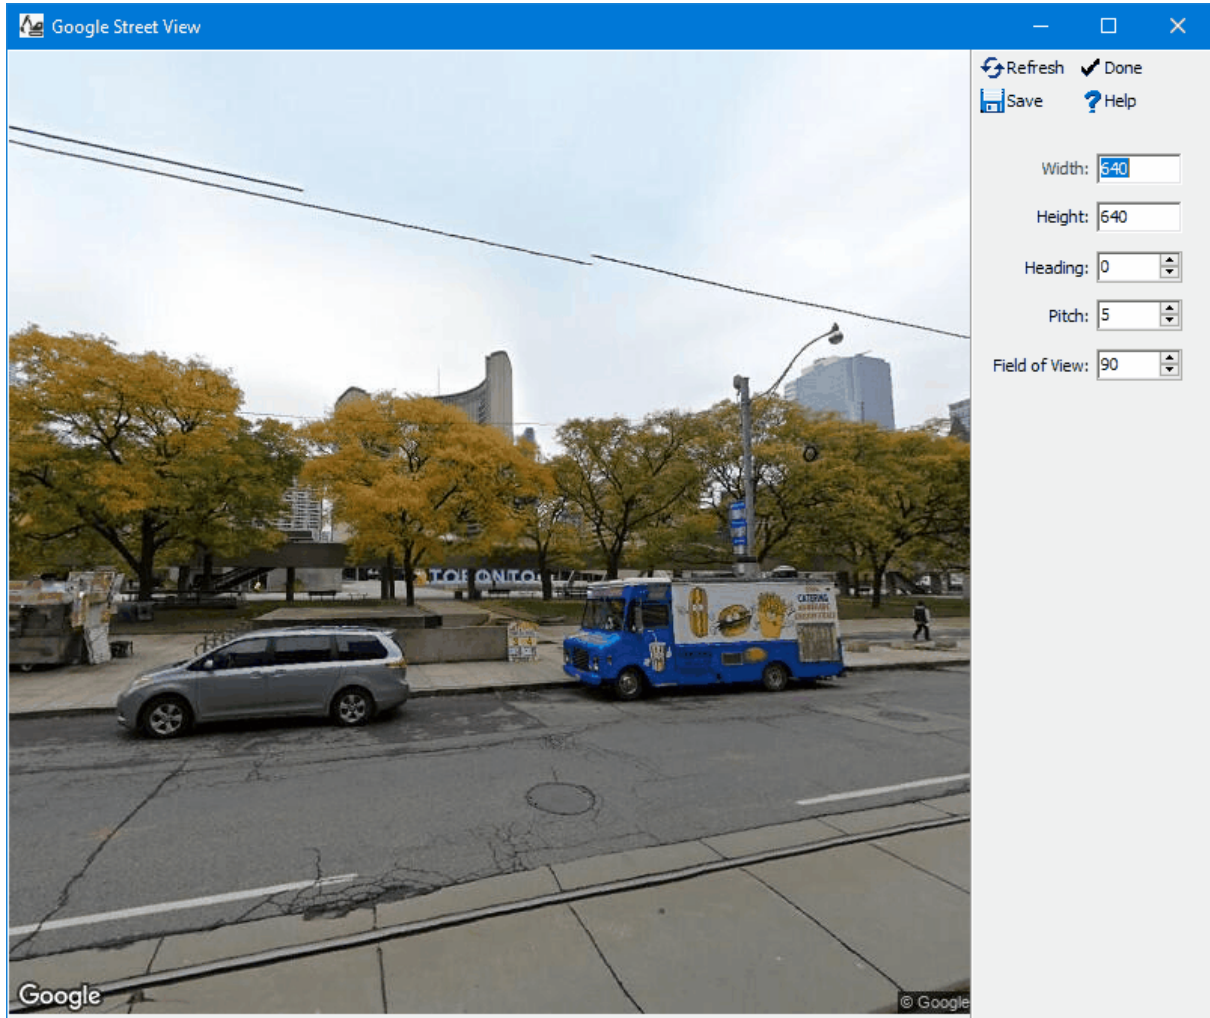 Google Street View
Refresh
Done
Save
Help
Width: 640
Height: 640
Heading: 0
Pitch: 5
Field of View: 90
TORONTO
CATERING
Google
© Google